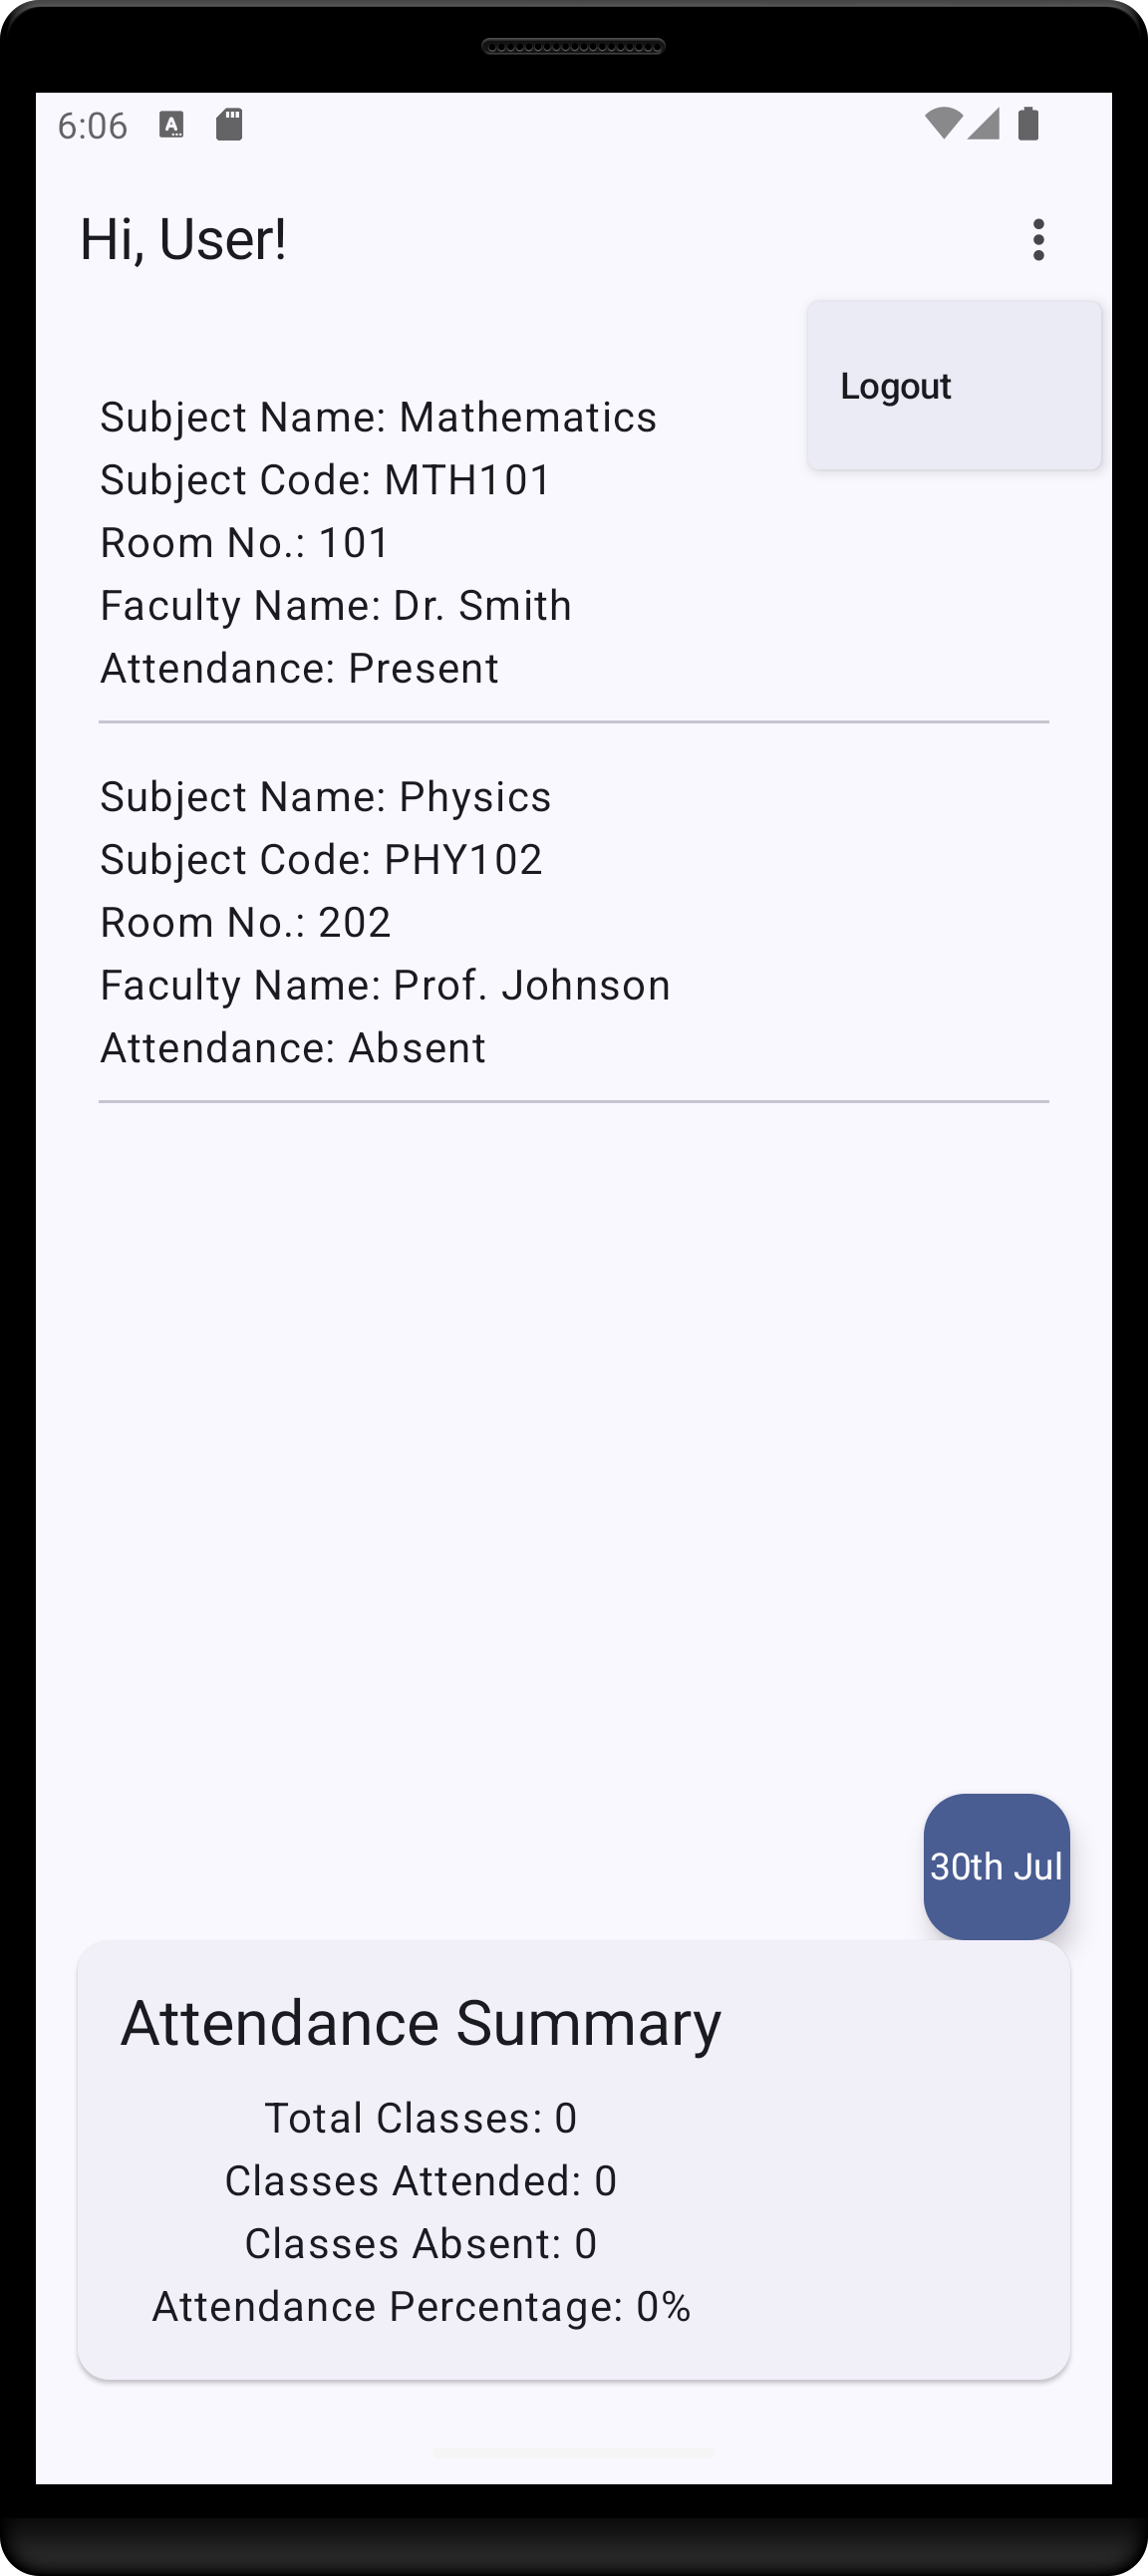 6:06
Hi, User!
Logout
Subject Name: Mathematics
Subject Code: MTH101
Room No.: 101
Faculty Name: Dr. Smith
Attendance: Present
Subject Name: Physics
Subject Code: PHY102
Room No.: 202
Faculty Name: Prof. Johnson
Attendance: Absent
30th Jul
Attendance Summary
Total Classes: 0
Classes Attended: 0
Classes Absent: 0
Attendance Percentage: 0%